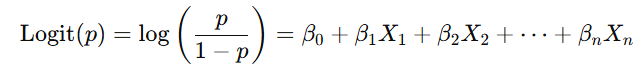 Logit(p) = log(p/(1 − p)) = β₀ + β₁X₁ + β₂X₂ + ⋯ + βₙXₙ